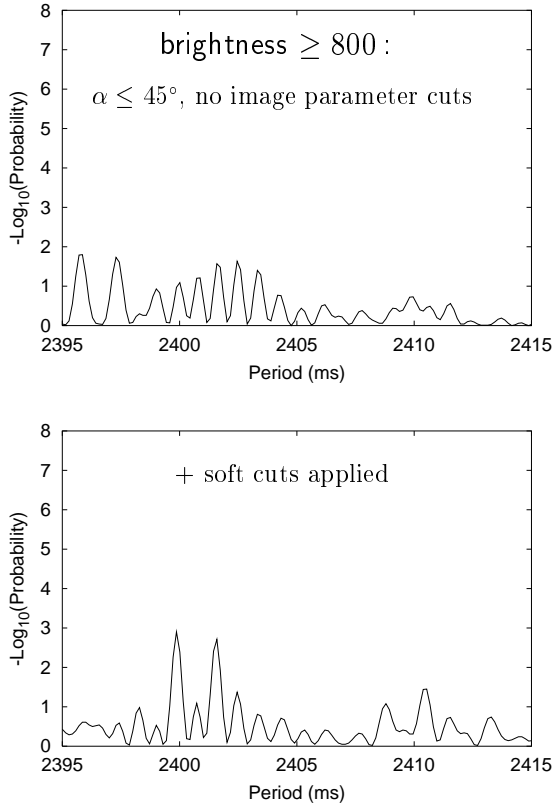 8
7
6
5
4
3
2
1
0
-Log10(Probability)
brightness ≥ 800 :
α ≤ 45°, no image parameter cuts
2395 2400 2405 2410 2415
Period (ms)
8
7
6
5
4
3
2
1
0
-Log10(Probability)
+ soft cuts applied
2395 2400 2405 2410 2415
Period (ms)